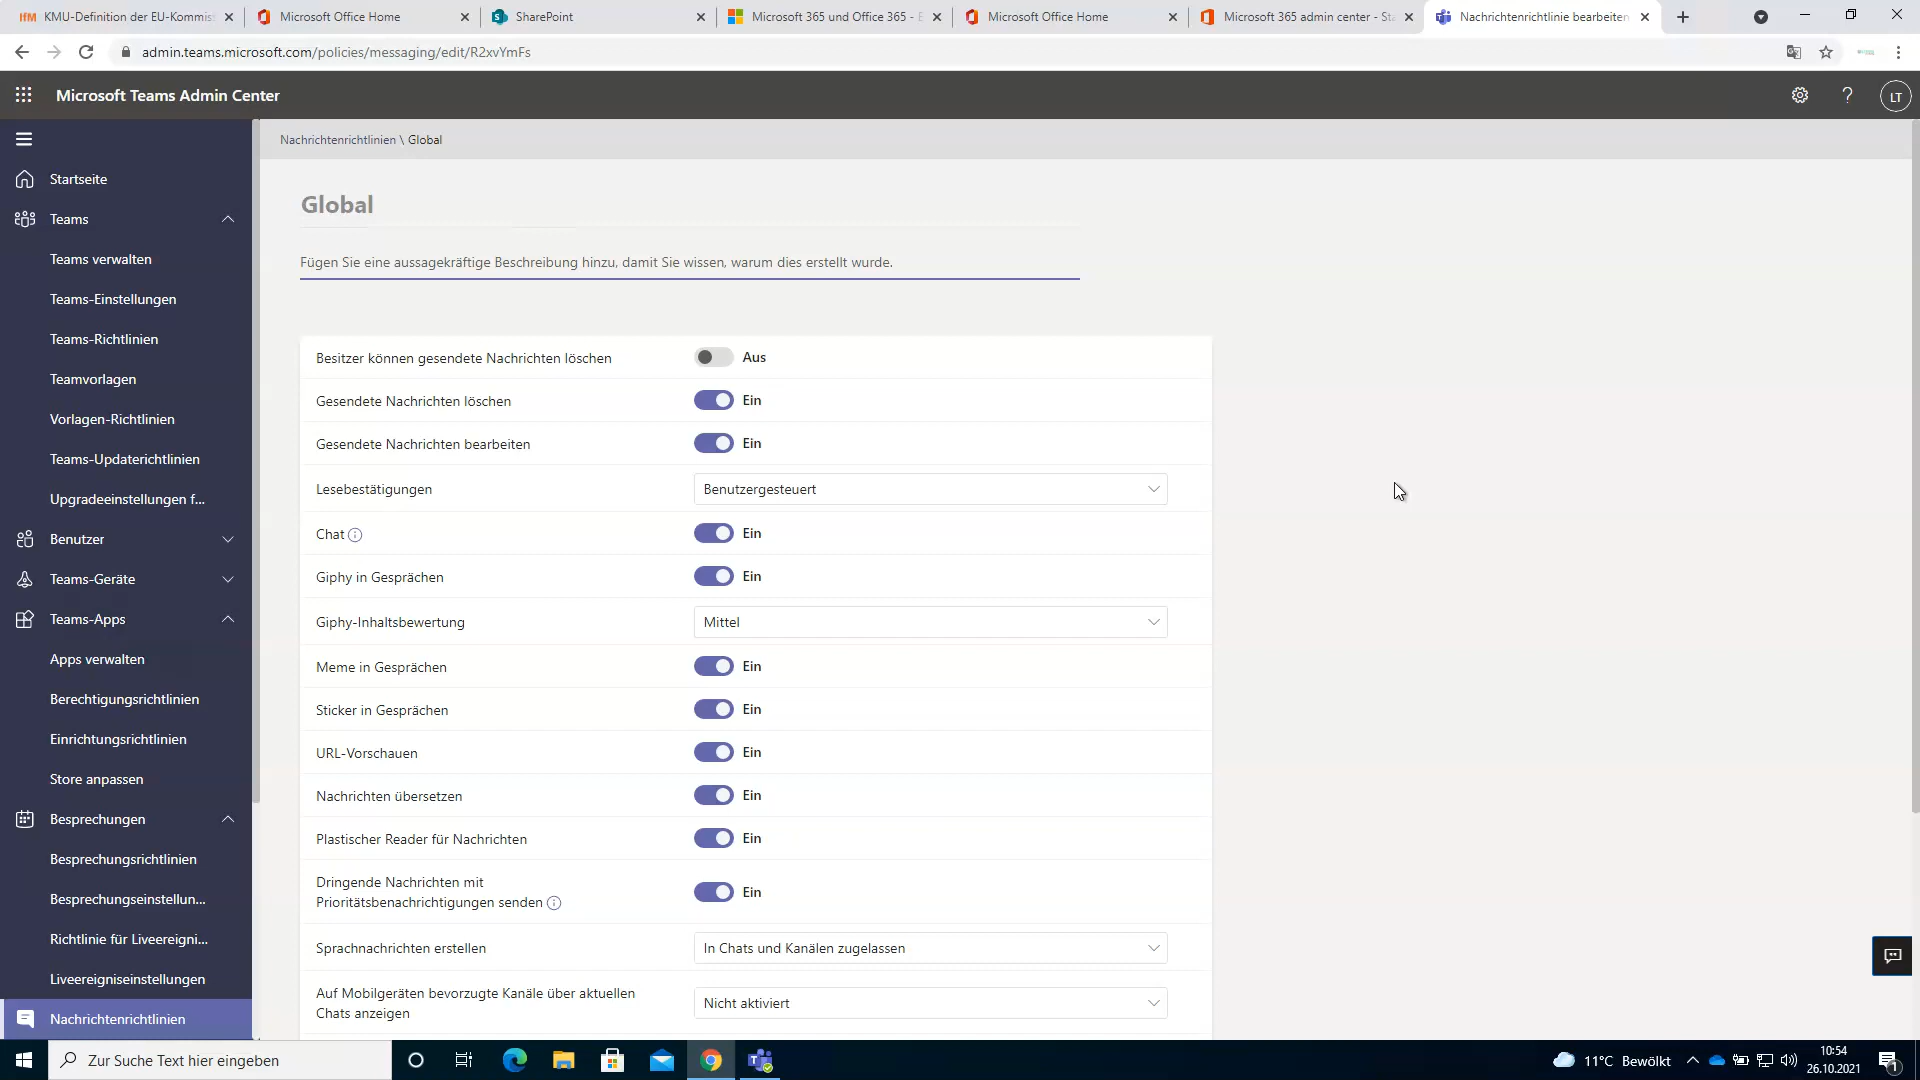 KMU-Definition der EU-Kommis
Microsoft Office Home
SharePoint
Microsoft 365 und Office 365 - E
Microsoft Office Home
Microsoft 365 admin center - Sta
Nachrichtenrichtlinie bearbeiten
admin.teams.microsoft.com/policies/messaging/edit/R2xvYmFs
Microsoft Teams Admin Center
LT
Startseite
Teams
Teams verwalten
Teams-Einstellungen
Teams-Richtlinien
Teamvorlagen
Vorlagen-Richtlinien
Teams-Updaterichtlinien
Upgradeeinstellungen f...
Benutzer
Teams-Geräte
Teams-Apps
Apps verwalten
Berechtigungsrichtlinien
Einrichtungsrichtlinien
Store anpassen
Besprechungen
Besprechungsrichtlinien
Besprechungseinstellun...
Richtlinie für Liveereigni...
Liveereigniseinstellungen
Nachrichtenrichtlinien
Nachrichtenrichtlinien \ Global
Global
Fügen Sie eine aussagekräftige Beschreibung hinzu, damit Sie wissen, warum dies erstellt wurde.
Besitzer können gesendete Nachrichten löschen Aus
Gesendete Nachrichten löschen Ein
Gesendete Nachrichten bearbeiten Ein
Lesebestätigungen Benutzergesteuert
Chat Ein
Giphy in Gesprächen Ein
Giphy-Inhaltsbewertung Mittel
Meme in Gesprächen Ein
Sticker in Gesprächen Ein
URL-Vorschauen Ein
Nachrichten übersetzen Ein
Plastischer Reader für Nachrichten Ein
Dringende Nachrichten mit
Prioritätsbenachrichtigungen senden Ein
Sprachnachrichten erstellen In Chats und Kanälen zugelassen
Auf Mobilgeräten bevorzugte Kanäle über aktuellen
Chats anzeigen Nicht aktiviert
Zur Suche Text hier eingeben
11°C Bewölkt
10:54
26.10.2021
1